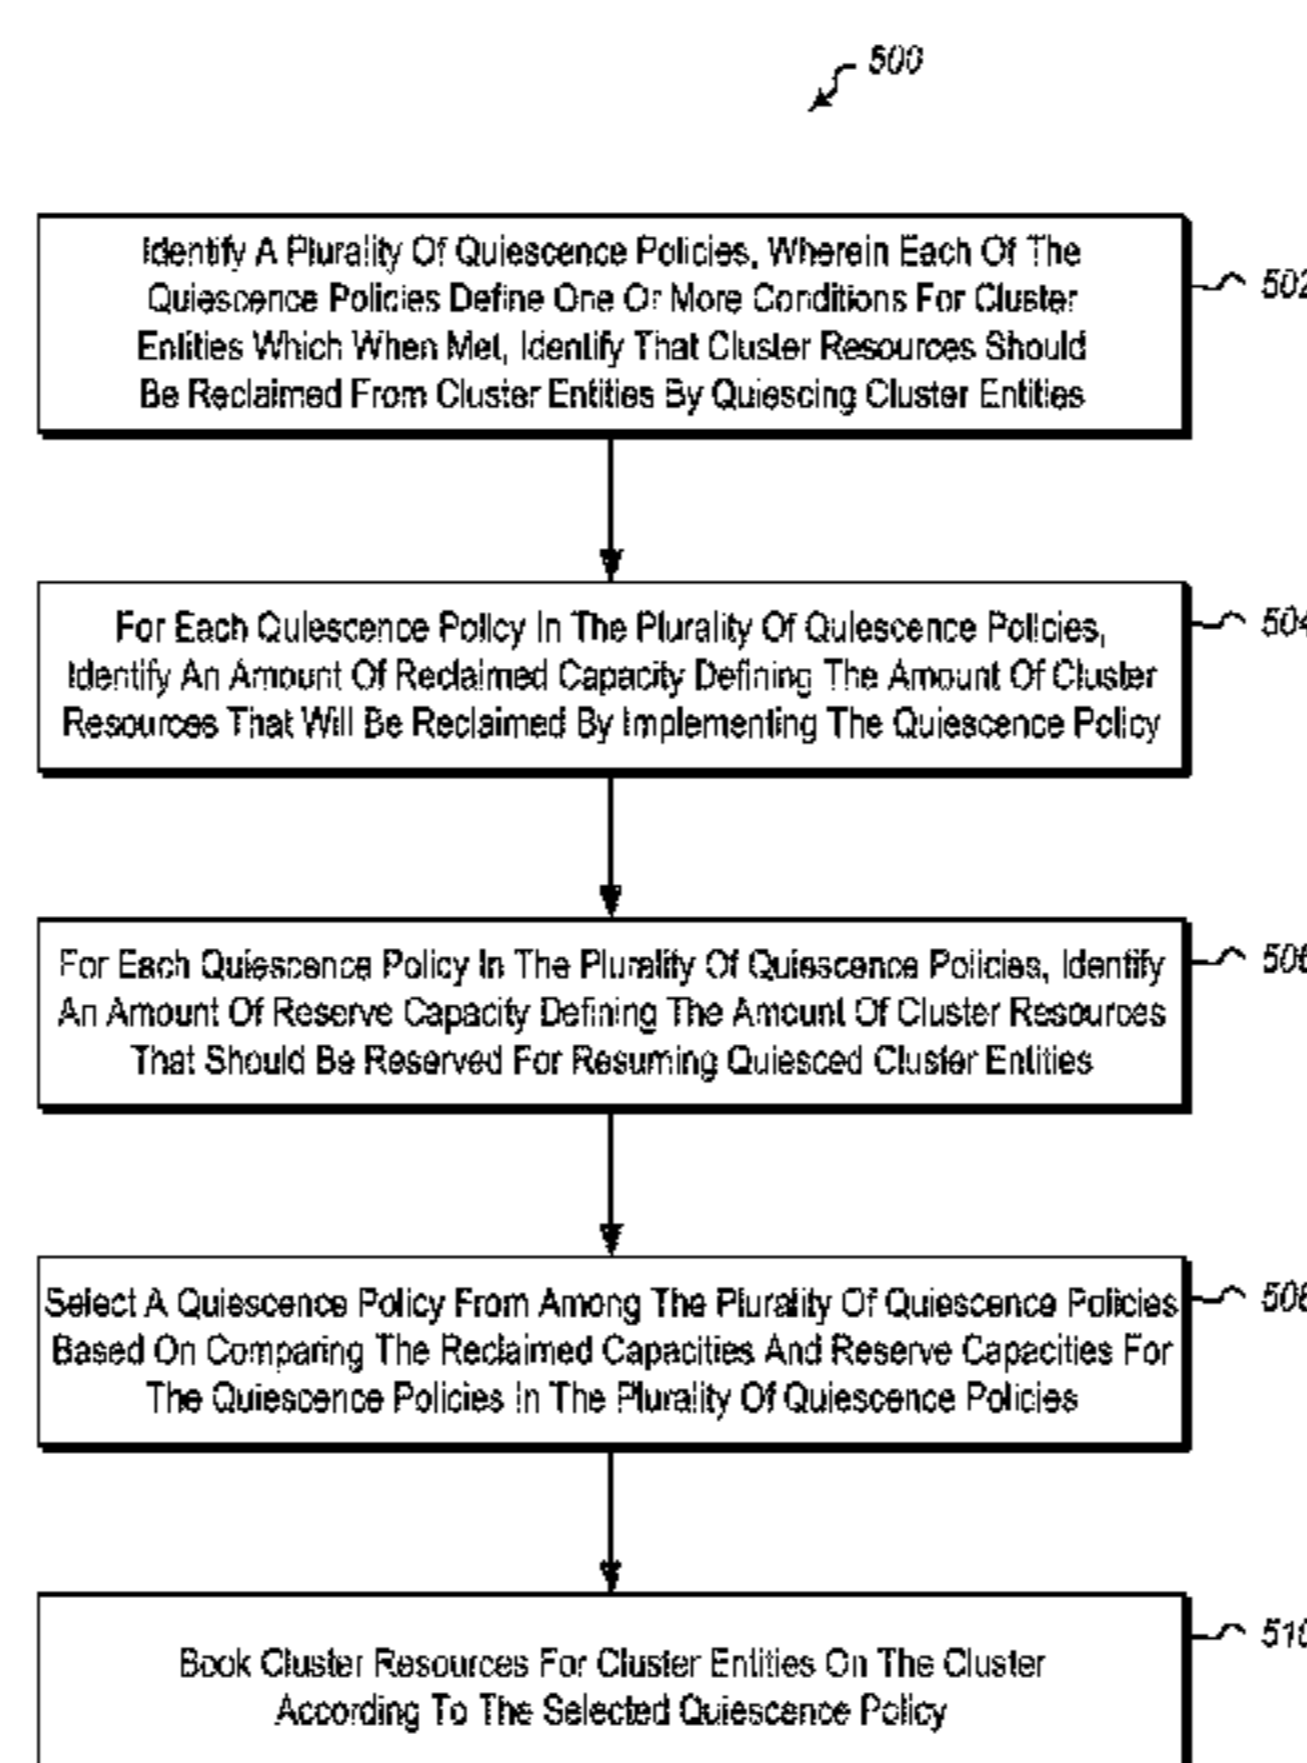 500
Identify A Plurality Of Quiescence Policies, Wherein Each Of The
Quiescence Policies Define One Or More Conditions For Cluster
Entities Which When Met, Identify That Cluster Resources Should
Be Reclaimed From Cluster Entities By Quiescing Cluster Entities
502
For Each Quiescence Policy In The Plurality Of Quiescence Policies,
Identify An Amount Of Reclaimed Capacity Defining The Amount Of Cluster
Resources That Will Be Reclaimed By Implementing The Quiescence Policy
504
For Each Quiescence Policy In The Plurality Of Quiescence Policies, Identify
An Amount Of Reserve Capacity Defining The Amount Of Cluster Resources
That Should Be Reserved For Resuming Quiesced Cluster Entities
506
Select A Quiescence Policy From Among The Plurality Of Quiescence Policies
Based On Comparing The Reclaimed Capacities And Reserve Capacities For
The Quiescence Policies In The Plurality Of Quiescence Policies
508
Book Cluster Resources For Cluster Entities On The Cluster
According To The Selected Quiescence Policy
510